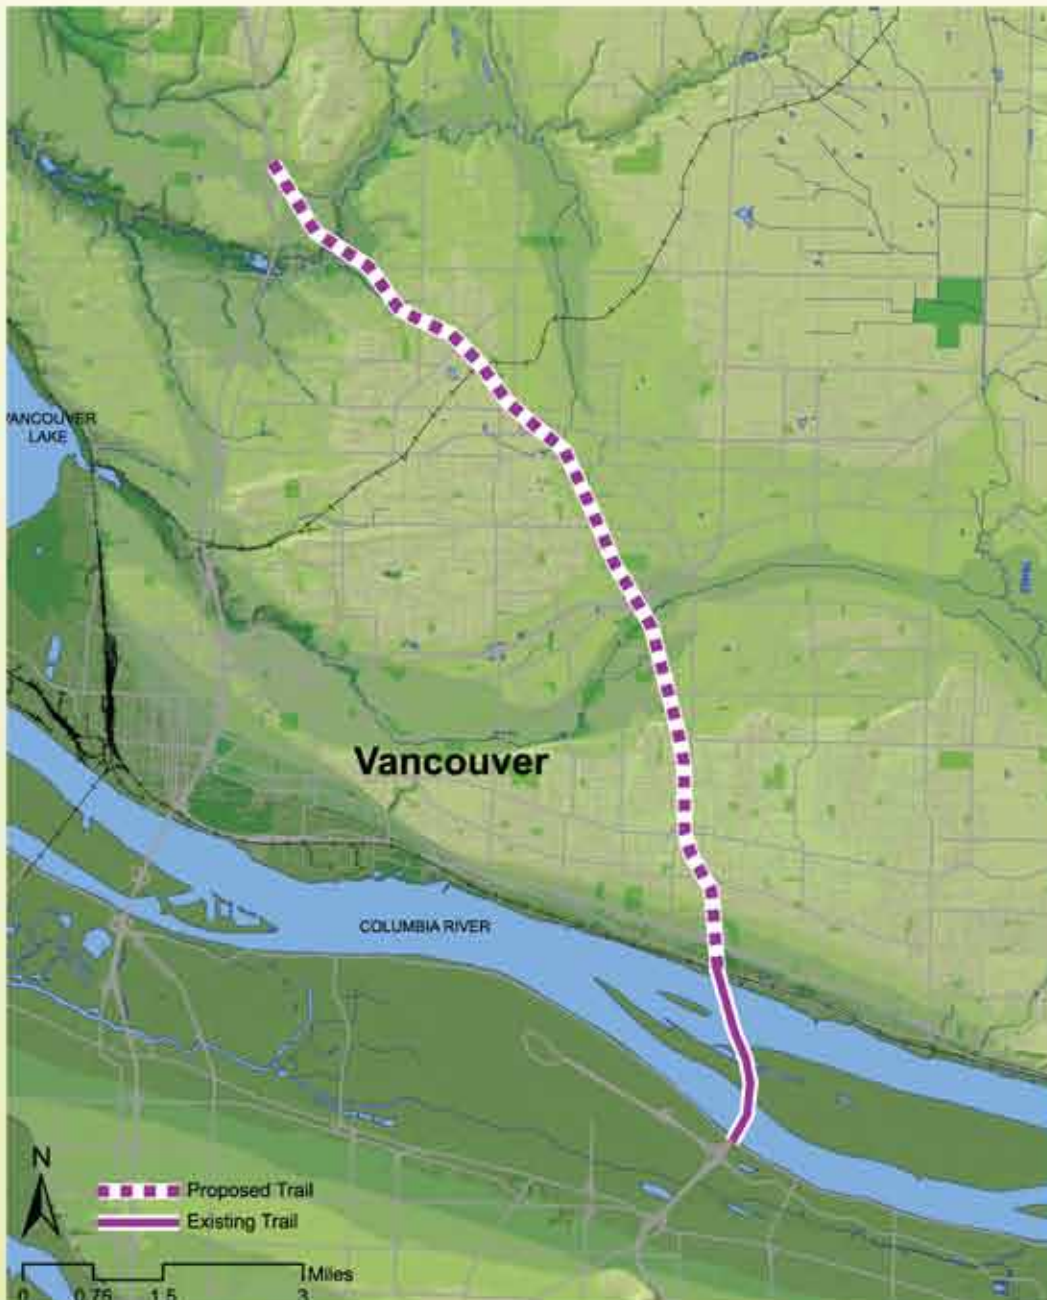 VANCOUVER
LAKE
Vancouver
COLUMBIA RIVER
N
Proposed Trail
Existing Trail
Miles
0 0.75 1.5 3